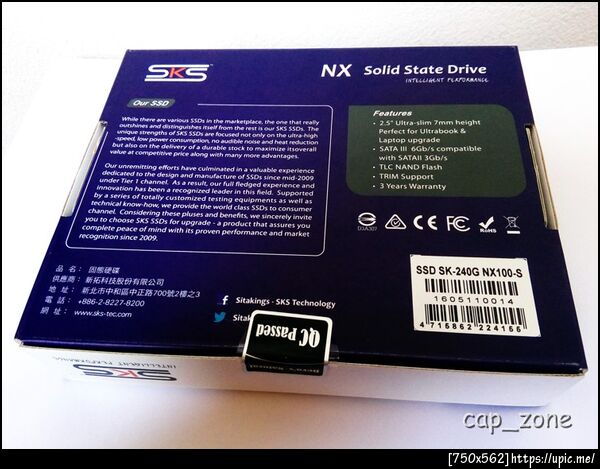 SKS
NX Solid State Drive
INTELLIGENT PERFORMANCE
Our SSD
While there are various SSDs in the marketplace, the one that really
outshines and distinguishes itself from the rest is our SKS SSDs. The
unique strengths of SKS SSDs are focused not only on the ultra-high
-speed, low power consumption, no audible noise and heat reduction
but also on the delivery of a durable stock to maximize itsoverall
value at competitive price along with many more advantages.
Our unremitting efforts have culminated in a valuable experience
dedicated to the design and manufacture of SSDs since mid-2009
under Tier 1 channel. As a result, our full fledged experience and
innovation has been a recognized leader in this field. Supported
by a series of totally customized testing equipments as well as
technical know-how, we provide the world class SSDs to consumer
channel. Considering these pluses and benefits, we sincerely invite
you to choose SKS SSDs for upgrade - a product that assures you
complete peace of mind with its proven performance and market
recognition since 2009.
Features
• 2.5" Ultra-slim 7mm height
Perfect for Ultrabook &
Laptop upgrade
• SATA III 6Gb/s compatible
with SATAII 3Gb/s
• TLC NAND Flash
• TRIM Support
• 3 Years Warranty
D3A307
CE FC RoHS
SSD SK-240G NX100-S
1605110014
4 715862 224166
品 名： 固態硬碟
供應商： 新拓科技股份有限公司
地 址： 新北市中和區中正路700號2樓之3
電 話： +886-2-8227-8200
網 址： www.sks-tec.com
Sitakings - SKS Technology
Sitak
QC Passed
SKS
INTELLIGENT PERFORMANCE
cap_zone
[750x562]https://upic.me/